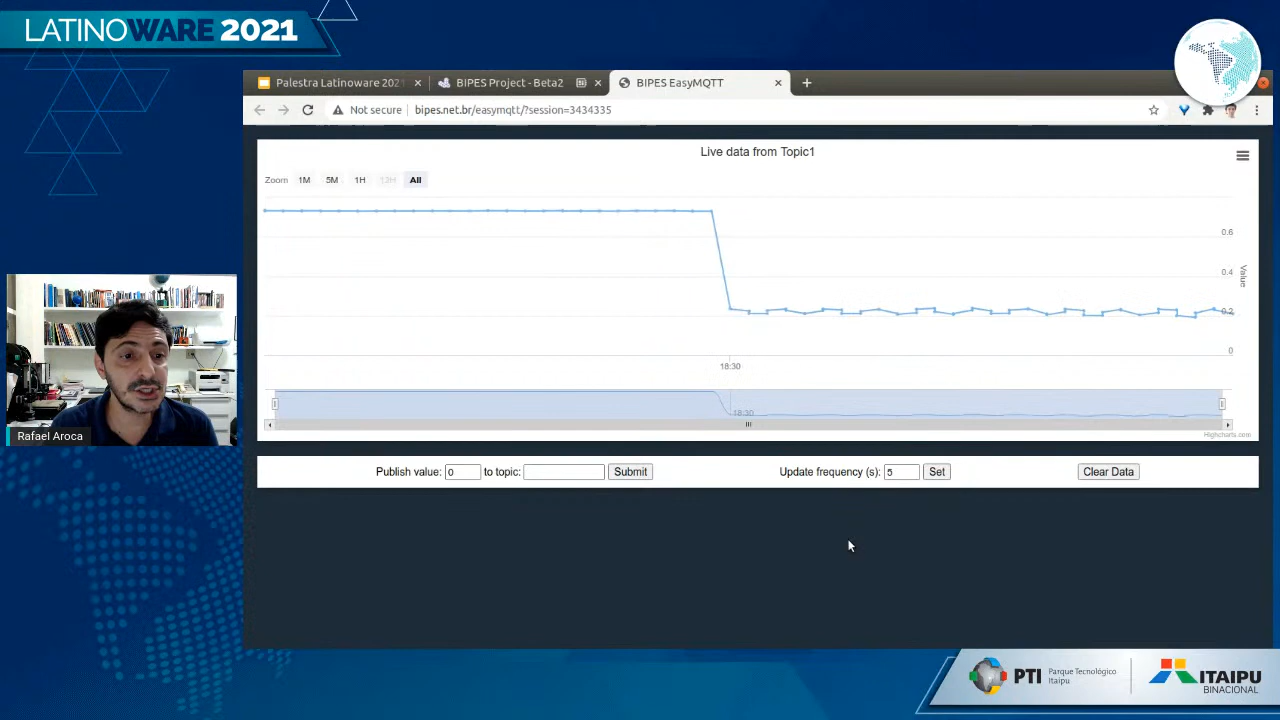 LATINOWARE 2021
Palestra Latinoware 2021
BIPES Project - Beta2
BIPES EasyMQTT
Not secure
bipes.net.br/easymqtt/?session=3434335
Live data from Topic1
Zoom 1M 5M 1H 12H All
0.6
0.4
0.2
0
Value
18:30
18:30
Highcharts.com
Publish value: 0 to topic: Submit
Update frequency (s): 5 Set
Clear Data
Rafael Aroca
PTI Parque Tecnológico
Itaipu
ITAIPU
BINACIONAL